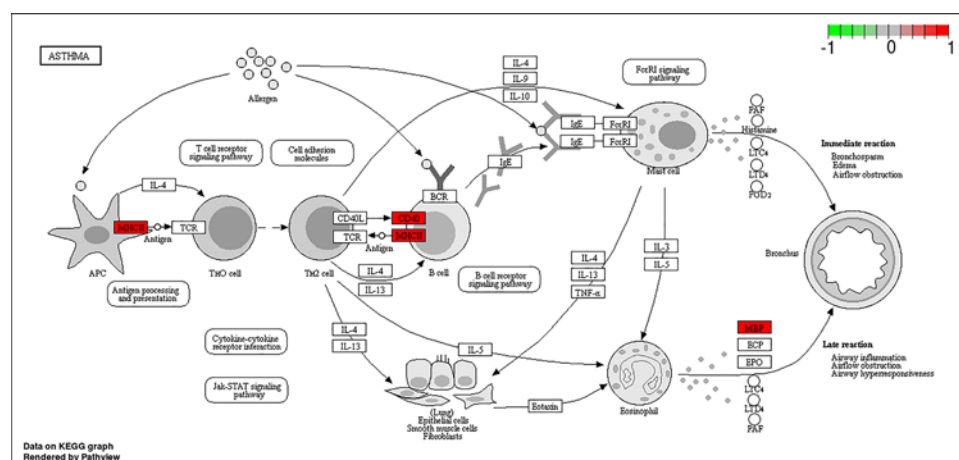 ASTHMA
-1 0 1
Allergen
IL-4
IL-9
IL-10
FcεRI signaling
pathway
T cell receptor
signaling pathway
Cell adhesion
molecules
IgE FcεRI
IgE FcεRI
Mast cell
IgE
PAF
Histamine
LTC4
LTD4
PGD2
Immediate reaction
Bronchospasm
Edema
Airflow obstruction
IL-4
BCR
MHCII
TCR
Antigen
APC
TH0 cell
CD40L
CD40
TCR
MHCII
Antigen
TH2 cell
B cell
IL-4
IL-13
B cell receptor
signaling pathway
Antigen processing
and presentation
IL-4
IL-13
TNF-α
IL-3
IL-5
Bronchus
Cytokine-cytokine
receptor interaction
Jak-STAT signaling
pathway
IL-4
IL-13
IL-5
(Lung)
Epithelial cells
Smooth muscle cells
Fibroblasts
Eotaxin
Eosinophil
MBP
ECP
EPO
LTC4
LTD4
PAF
Late reaction
Airway inflammation
Airflow obstruction
Airway hyperresponsiveness
Data on KEGG graph
Rendered by Pathview